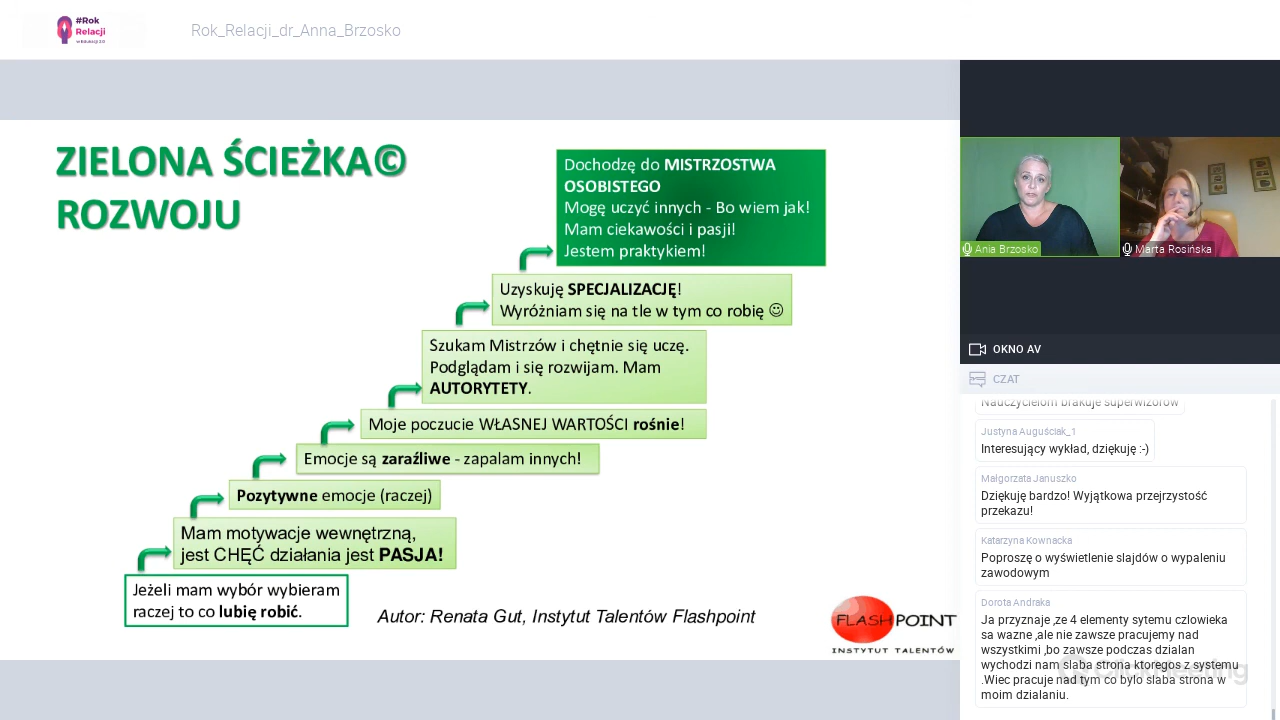 #Rok
Relacji
w Edukacji 2.0
Rok_Relacji_dr_Anna_Brzosko
ZIELONA ŚCIEŻKA©
ROZWOJU
Dochodzę do MISTRZOSTWA
OSOBISTEGO
Mogę uczyć innych - Bo wiem jak!
Mam ciekawości i pasji!
Jestem praktykiem!
Uzyskuję SPECJALIZACJĘ!
Wyróżniam się na tle w tym co robię ☺
Szukam Mistrzów i chętnie się uczę.
Podglądam i się rozwijam. Mam
AUTORYTETY.
Moje poczucie WŁASNEJ WARTOŚCI rośnie!
Emocje są zaraźliwe - zapalam innych!
Pozytywne emocje (raczej)
Mam motywacje wewnętrzną,
jest CHĘĆ działania jest PASJA!
Jeżeli mam wybór wybieram
raczej to co lubię robić.
Autor: Renata Gut, Instytut Talentów Flashpoint
FLASHPOINT
INSTYTUT TALENTÓW
Ania Brzosko
Marta Rosińska
OKNO AV
CZAT
Nauczycielom brakuje superwizorów
Justyna Auguściak_1
Interesujący wykład, dziękuję :-)
Małgorzata Januszko
Dziękuję bardzo! Wyjątkowa przejrzystość
przekazu!
Katarzyna Kownacka
Poproszę o wyświetlenie slajdów o wypaleniu
zawodowym
Dorota Andraka
Ja przyznaje ,ze 4 elementy sytemu czlowieka
sa wazne ,ale nie zawsze pracujemy nad
wszystkimi ,bo zawsze podczas dzialan
wychodzi nam slaba strona ktoregos z systemu
.Wiec pracuje nad tym co bylo slaba strona w
moim dzialaniu.
ClickMeeting